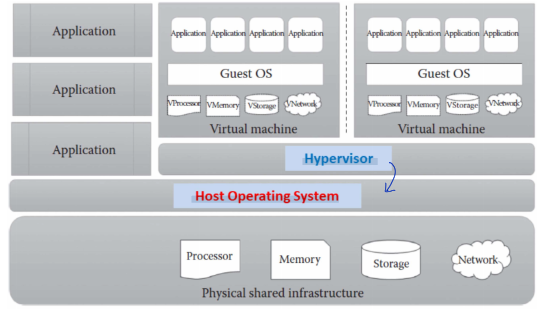 Application
Application
Application
Application Application Application Application
Guest OS
VProcessor VMemory VStorage VNetwork
Virtual machine
Application Application Application Application
Guest OS
VProcessor VMemory VStorage VNetwork
Virtual machine
Hypervisor
Host Operating System
Processor Memory Storage Network
Physical shared infrastructure